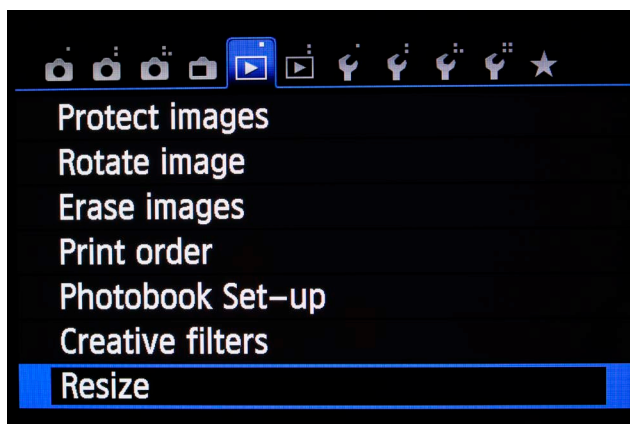 Protect images
Rotate image
Erase images
Print order
Photobook Set-up
Creative filters
Resize